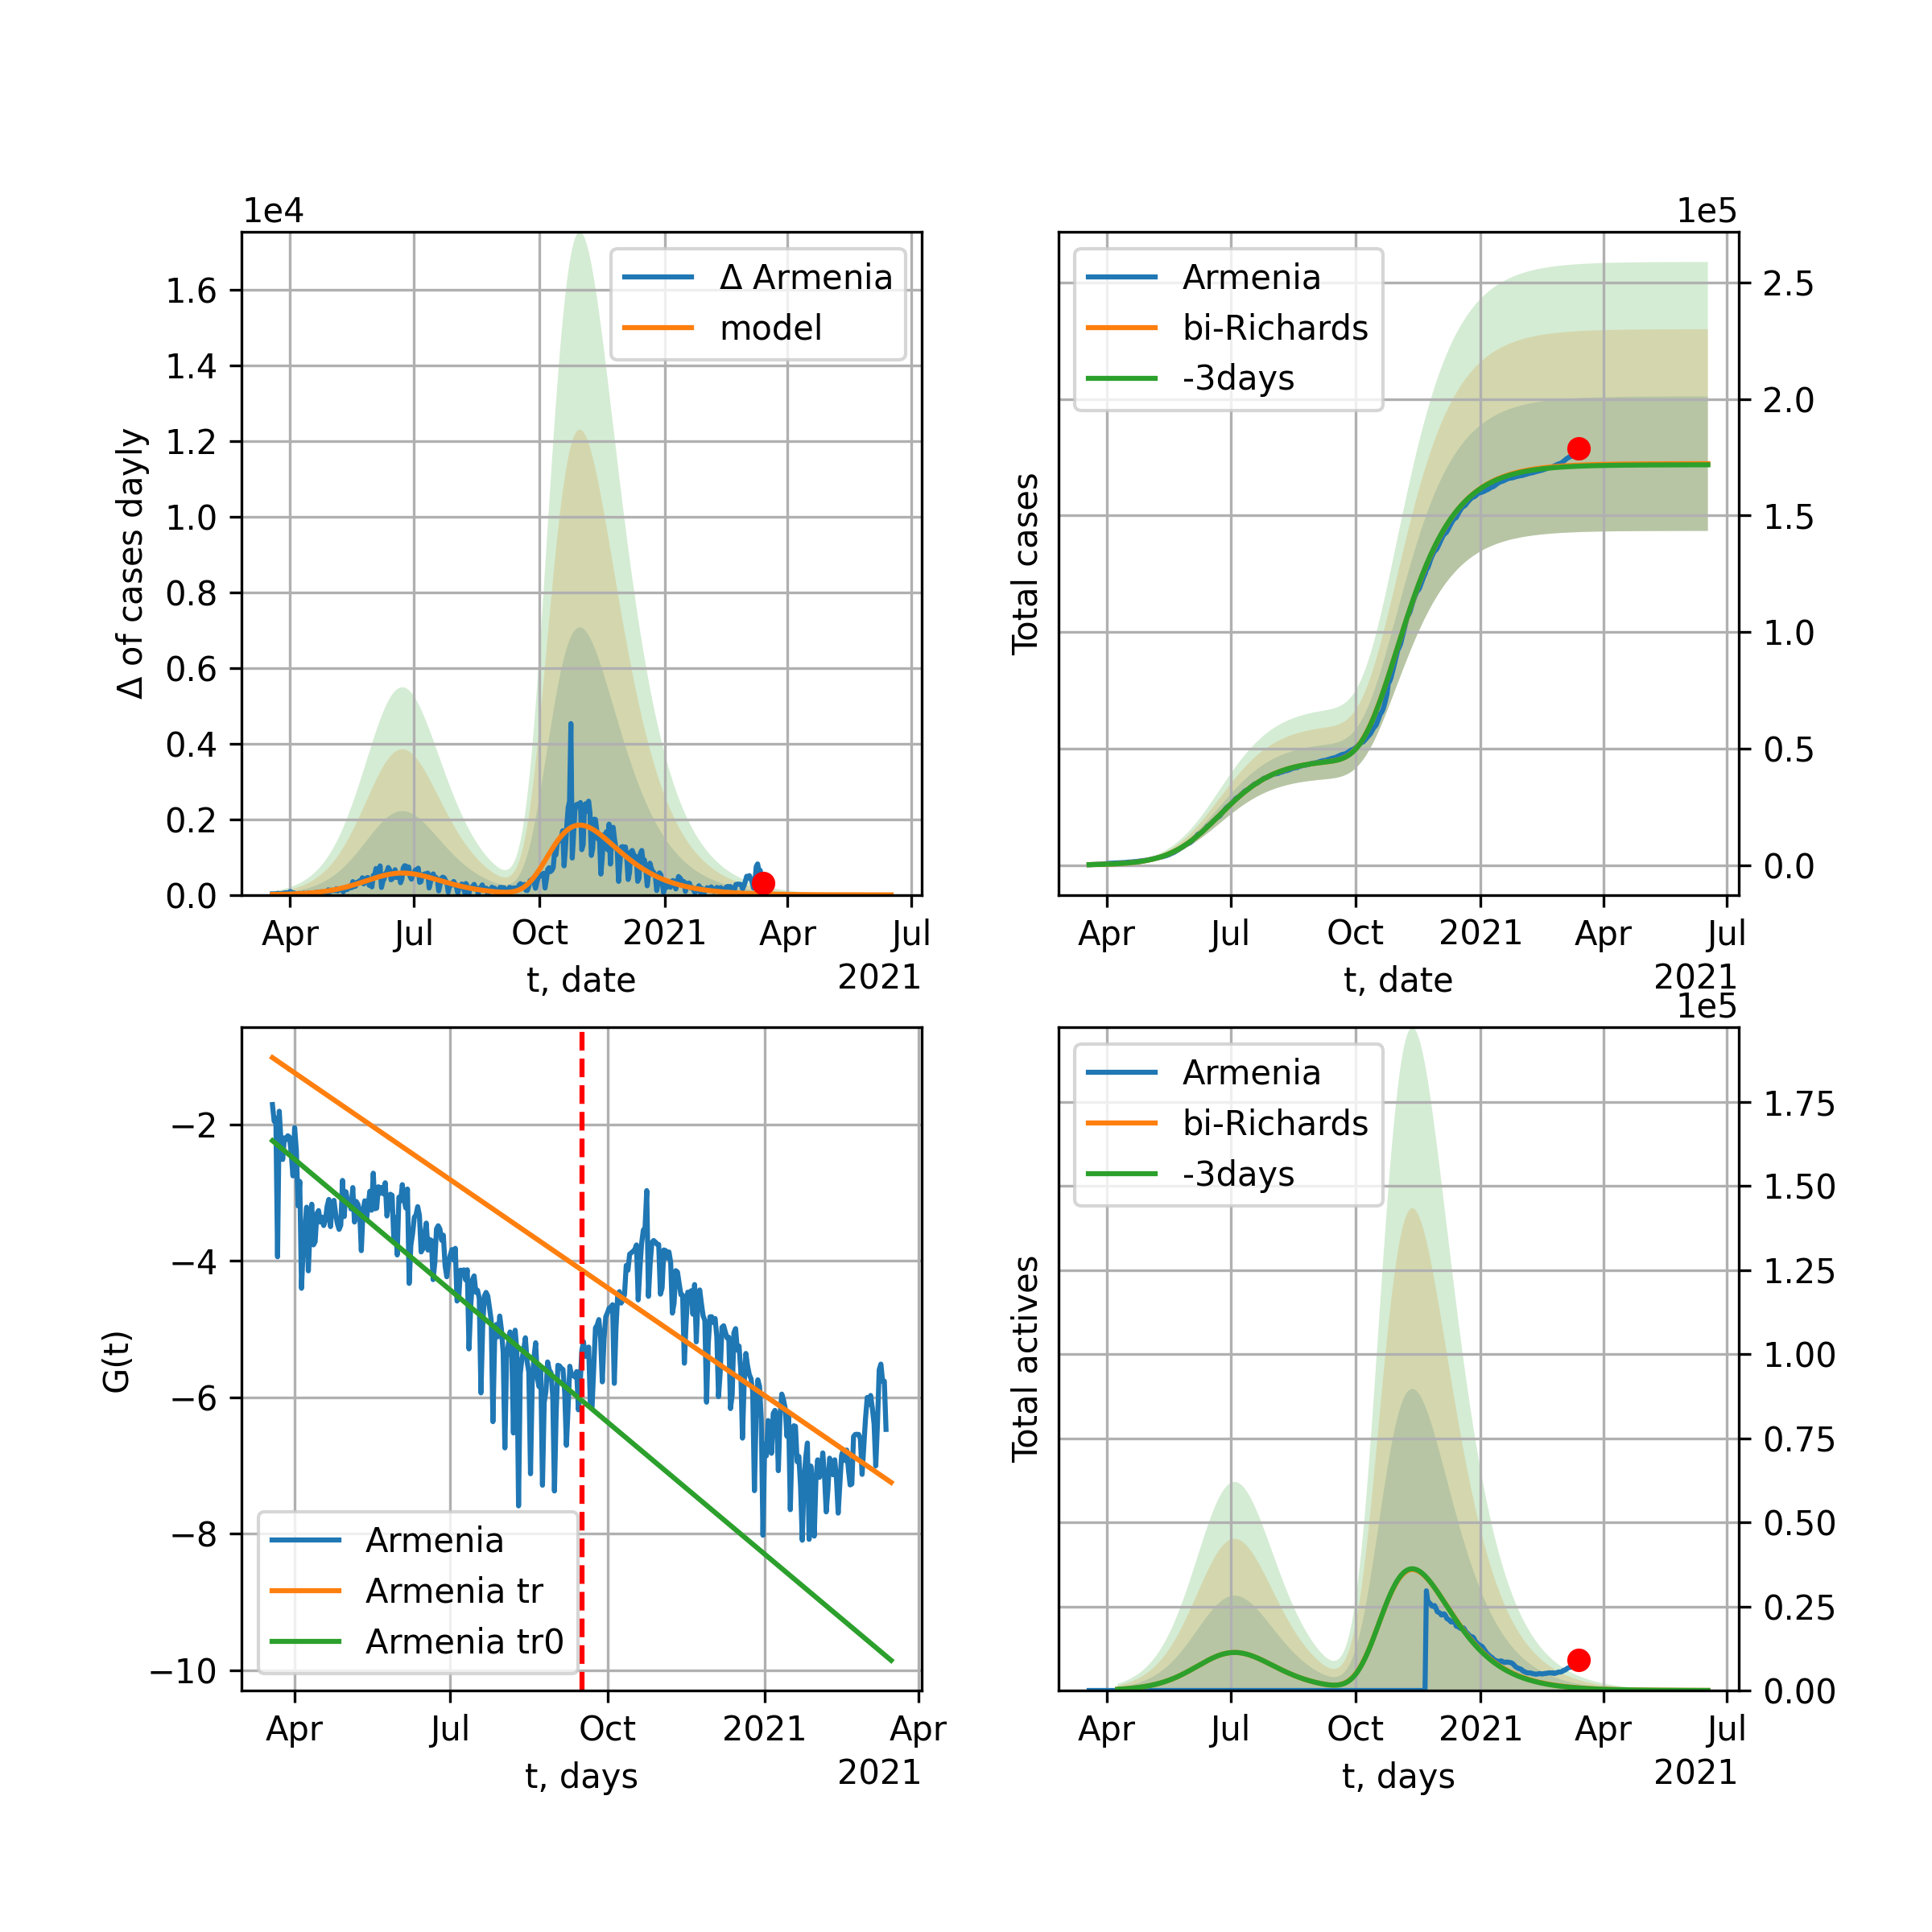 1e4
Δ of cases dayly
1.6
1.4
1.2
1.0
0.8
0.6
0.4
0.2
0.0
Δ Armenia
model
Apr Jul Oct 2021 Apr Jul
2021
t, date
1e5
Total cases
Armenia
bi-Richards
-3days
2.5
2.0
1.5
1.0
0.5
0.0
Apr Jul Oct 2021 Apr Jul
2021
t, date
G(t)
−2
−4
−6
−8
−10
Armenia
Armenia tr
Armenia tr0
Apr Jul Oct 2021 Apr
2021
t, days
1e5
Total actives
Armenia
bi-Richards
-3days
1.75
1.50
1.25
1.00
0.75
0.50
0.25
0.00
Apr Jul Oct 2021 Apr Jul
2021
t, days